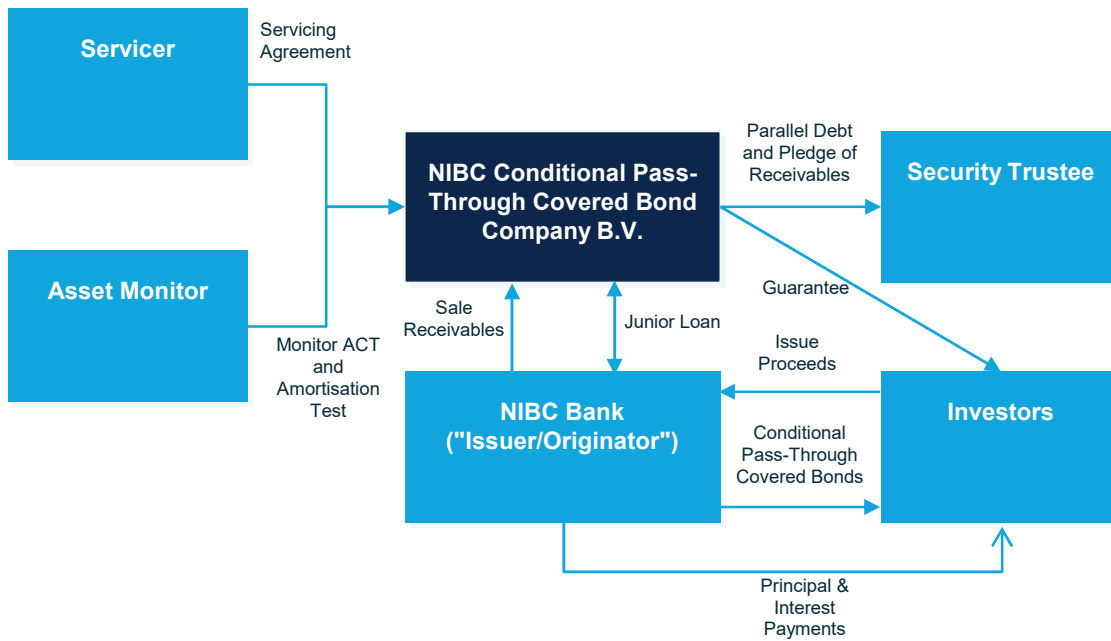 Servicer
Servicing
Agreement
NIBC Conditional Pass-
Through Covered Bond
Company B.V.
Parallel Debt
and Pledge of
Receivables
Security Trustee
Asset Monitor
Monitor ACT
and
Amortisation
Test
Sale
Receivables
Junior Loan
Guarantee
Issue
Proceeds
NIBC Bank
("Issuer/Originator")
Conditional
Pass-Through
Covered Bonds
Investors
Principal &
Interest
Payments